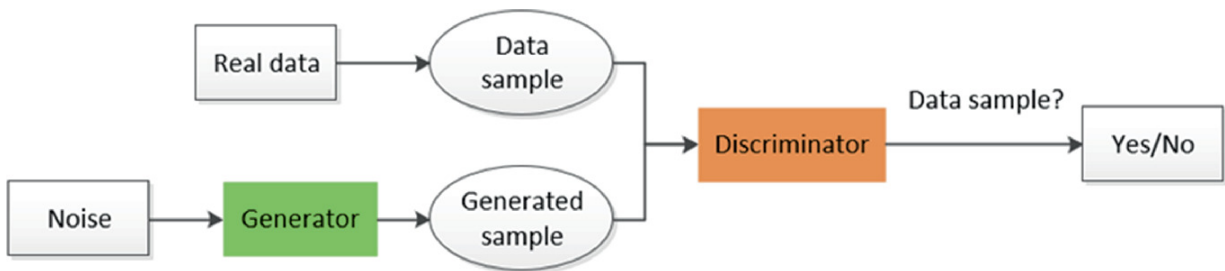 Real data
Data
sample
Data sample?
Discriminator
Yes/No
Noise
Generator
Generated
sample